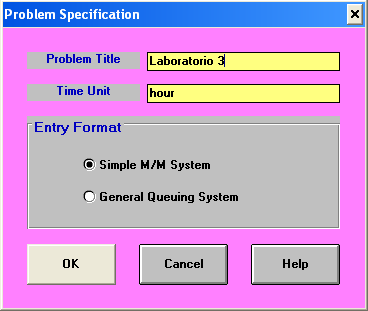 Problem Specification
Problem Title Laboratorio 3
Time Unit hour
Entry Format
Simple M/M System
General Queuing System
OK Cancel Help